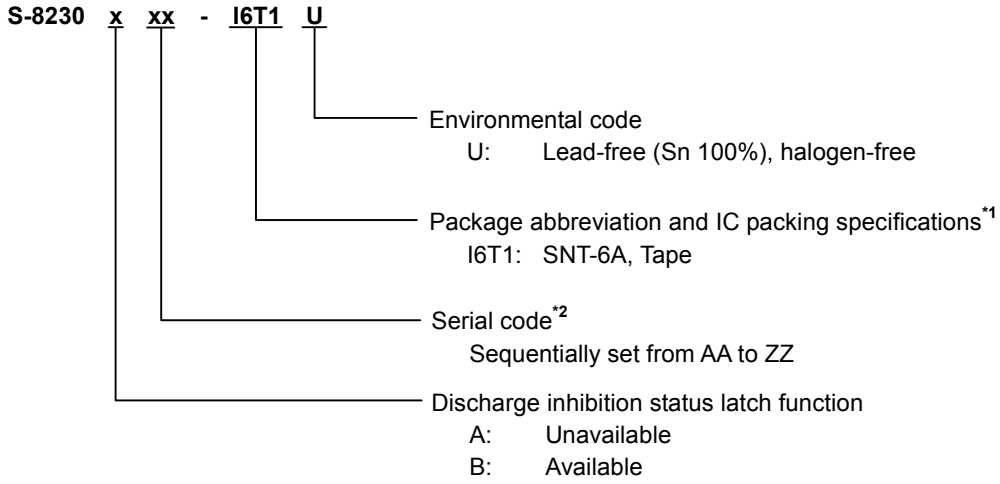 S-8230 x xx - I6T1 U
Environmental code
U: Lead-free (Sn 100%), halogen-free
Package abbreviation and IC packing specifications*1
I6T1: SNT-6A, Tape
Serial code*2
Sequentially set from AA to ZZ
Discharge inhibition status latch function
A: Unavailable
B: Available